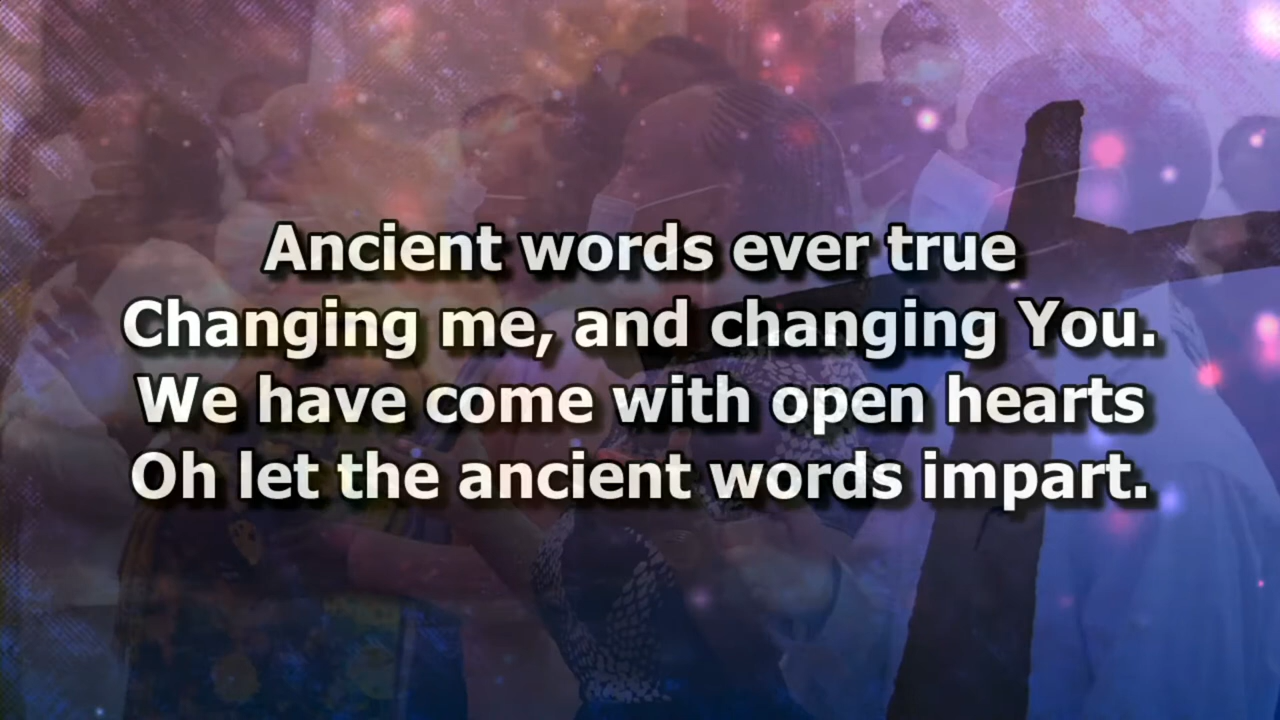 Ancient words ever true
Changing me, and changing You.
We have come with open hearts
Oh let the ancient words impart.